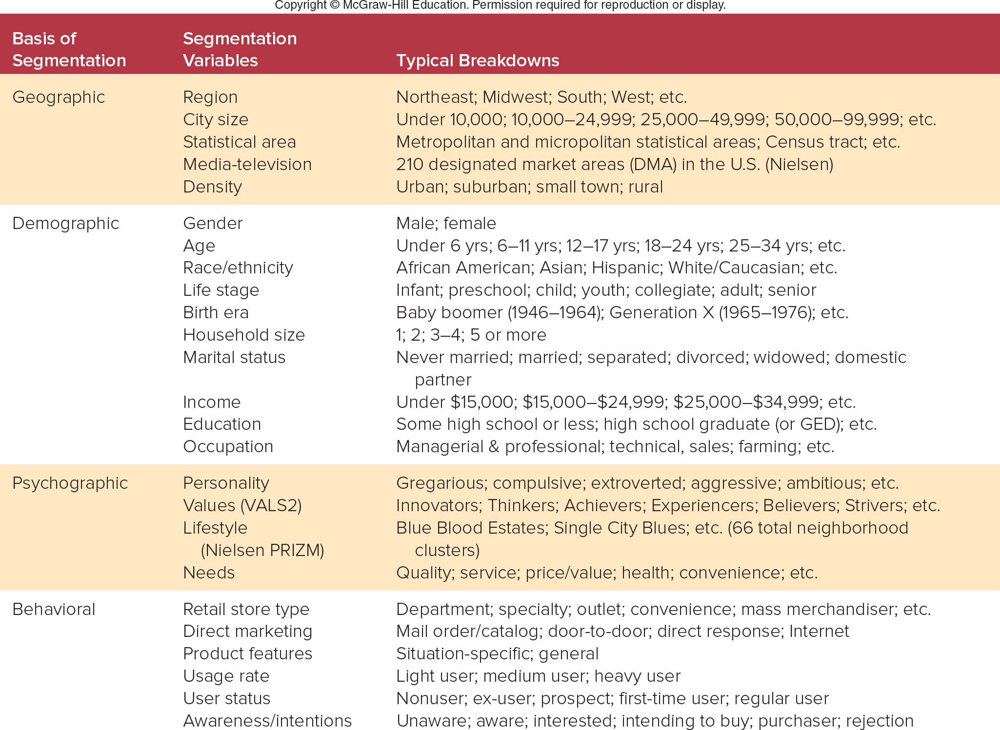 Copyright © McGraw-Hill Education. Permission required for reproduction or display.
Basis of Segmentation Segmentation Variables Typical Breakdowns
Geographic Region Northeast; Midwest; South; West; etc.
City size Under 10,000; 10,000–24,999; 25,000–49,999; 50,000–99,999; etc.
Statistical area Metropolitan and micropolitan statistical areas; Census tract; etc.
Media-television 210 designated market areas (DMA) in the U.S. (Nielsen)
Density Urban; suburban; small town; rural
Demographic Gender Male; female
Age Under 6 yrs; 6–11 yrs; 12–17 yrs; 18–24 yrs; 25–34 yrs; etc.
Race/ethnicity African American; Asian; Hispanic; White/Caucasian; etc.
Life stage Infant; preschool; child; youth; collegiate; adult; senior
Birth era Baby boomer (1946–1964); Generation X (1965–1976); etc.
Household size 1; 2; 3–4; 5 or more
Marital status Never married; married; separated; divorced; widowed; domestic
partner
Income Under $15,000; $15,000–$24,999; $25,000–$34,999; etc.
Education Some high school or less; high school graduate (or GED); etc.
Occupation Managerial & professional; technical, sales; farming; etc.
Psychographic Personality Gregarious; compulsive; extroverted; aggressive; ambitious; etc.
Values (VALS2) Innovators; Thinkers; Achievers; Experiencers; Believers; Strivers; etc.
Lifestyle Blue Blood Estates; Single City Blues; etc. (66 total neighborhood
(Nielsen PRIZM) clusters)
Needs Quality; service; price/value; health; convenience; etc.
Behavioral Retail store type Department; specialty; outlet; convenience; mass merchandiser; etc.
Direct marketing Mail order/catalog; door-to-door; direct response; Internet
Product features Situation-specific; general
Usage rate Light user; medium user; heavy user
User status Nonuser; ex-user; prospect; first-time user; regular user
Awareness/intentions Unaware; aware; interested; intending to buy; purchaser; rejection